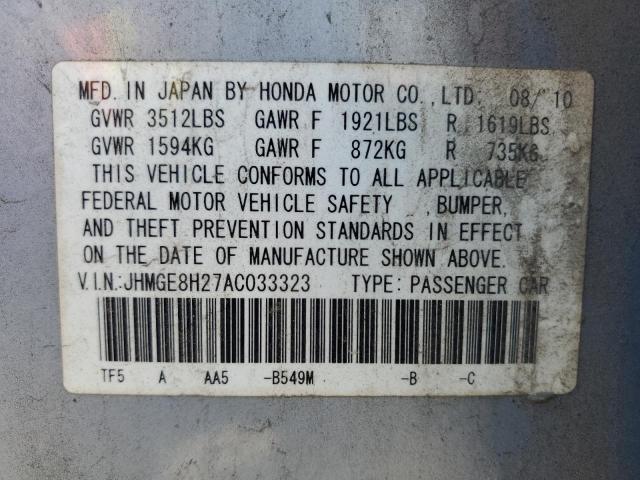 MFD. IN JAPAN BY HONDA MOTOR CO., LTD. 08/10
GVWR 3512LBS GAWR F 1921LBS R 1619LBS
GVWR 1594KG GAWR F 872KG R 735KG
THIS VEHICLE CONFORMS TO ALL APPLICABLE
FEDERAL MOTOR VEHICLE SAFETY ,BUMPER,
AND THEFT PREVENTION STANDARDS IN EFFECT
ON THE DATE OF MANUFACTURE SHOWN ABOVE.
V.I.N.:JHMGE8H27AC033323 TYPE: PASSENGER CAR
TF5 A AA5 -B549M -B -C